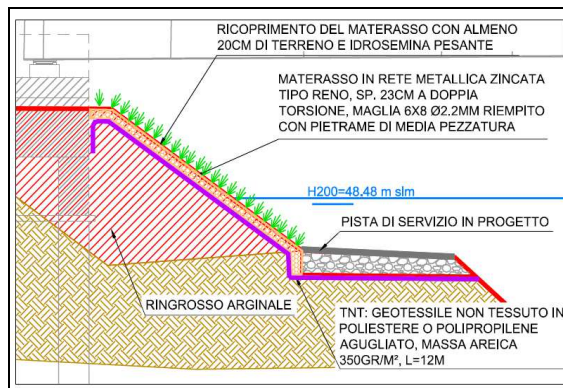 RICOPRIMENTO DEL MATERASSO CON ALMENO
20CM DI TERRENO E IDROSEMINA PESANTE
MATERASSO IN RETE METALLICA ZINCATA
TIPO RENO, SP. 23CM A DOPPIA
TORSIONE, MAGLIA 6X8 Ø2.2MM RIEMPITO
CON PIETRAME DI MEDIA PEZZATURA
H200=48,48 m slm
PISTA DI SERVIZIO IN PROGETTO
RINGROSSO ARGINALE
TNT: GEOTESSILE NON TESSUTO IN
POLIESTERE O POLIPROPILENE
AGUGLIATO, MASSA AREICA
350GR/M², L=12M